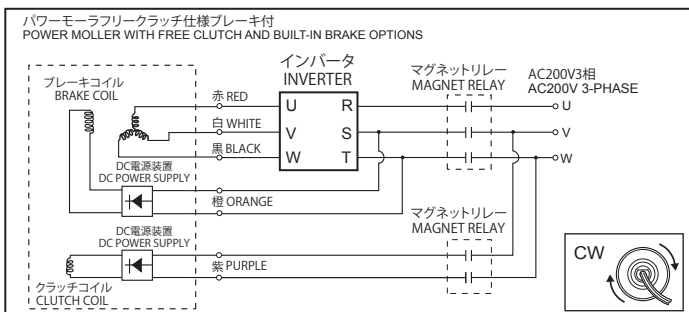 パワーモーラフリークラッチ仕様ブレーキ付
POWER MOLLER WITH FREE CLUTCH AND BUILT-IN BRAKE OPTIONS
インバータ
INVERTER
マグネットリレー
MAGNET RELAY
AC200V3相
AC200V 3-PHASE
ブレーキコイル
BRAKE COIL
赤 RED
U
R
U
白 WHITE
V
S
V
黒 BLACK
W
T
W
DC電源装置
DC POWER SUPPLY
橙 ORANGE
マグネットリレー
MAGNET RELAY
DC電源装置
DC POWER SUPPLY
紫 PURPLE
クラッチコイル
CLUTCH COIL
CW